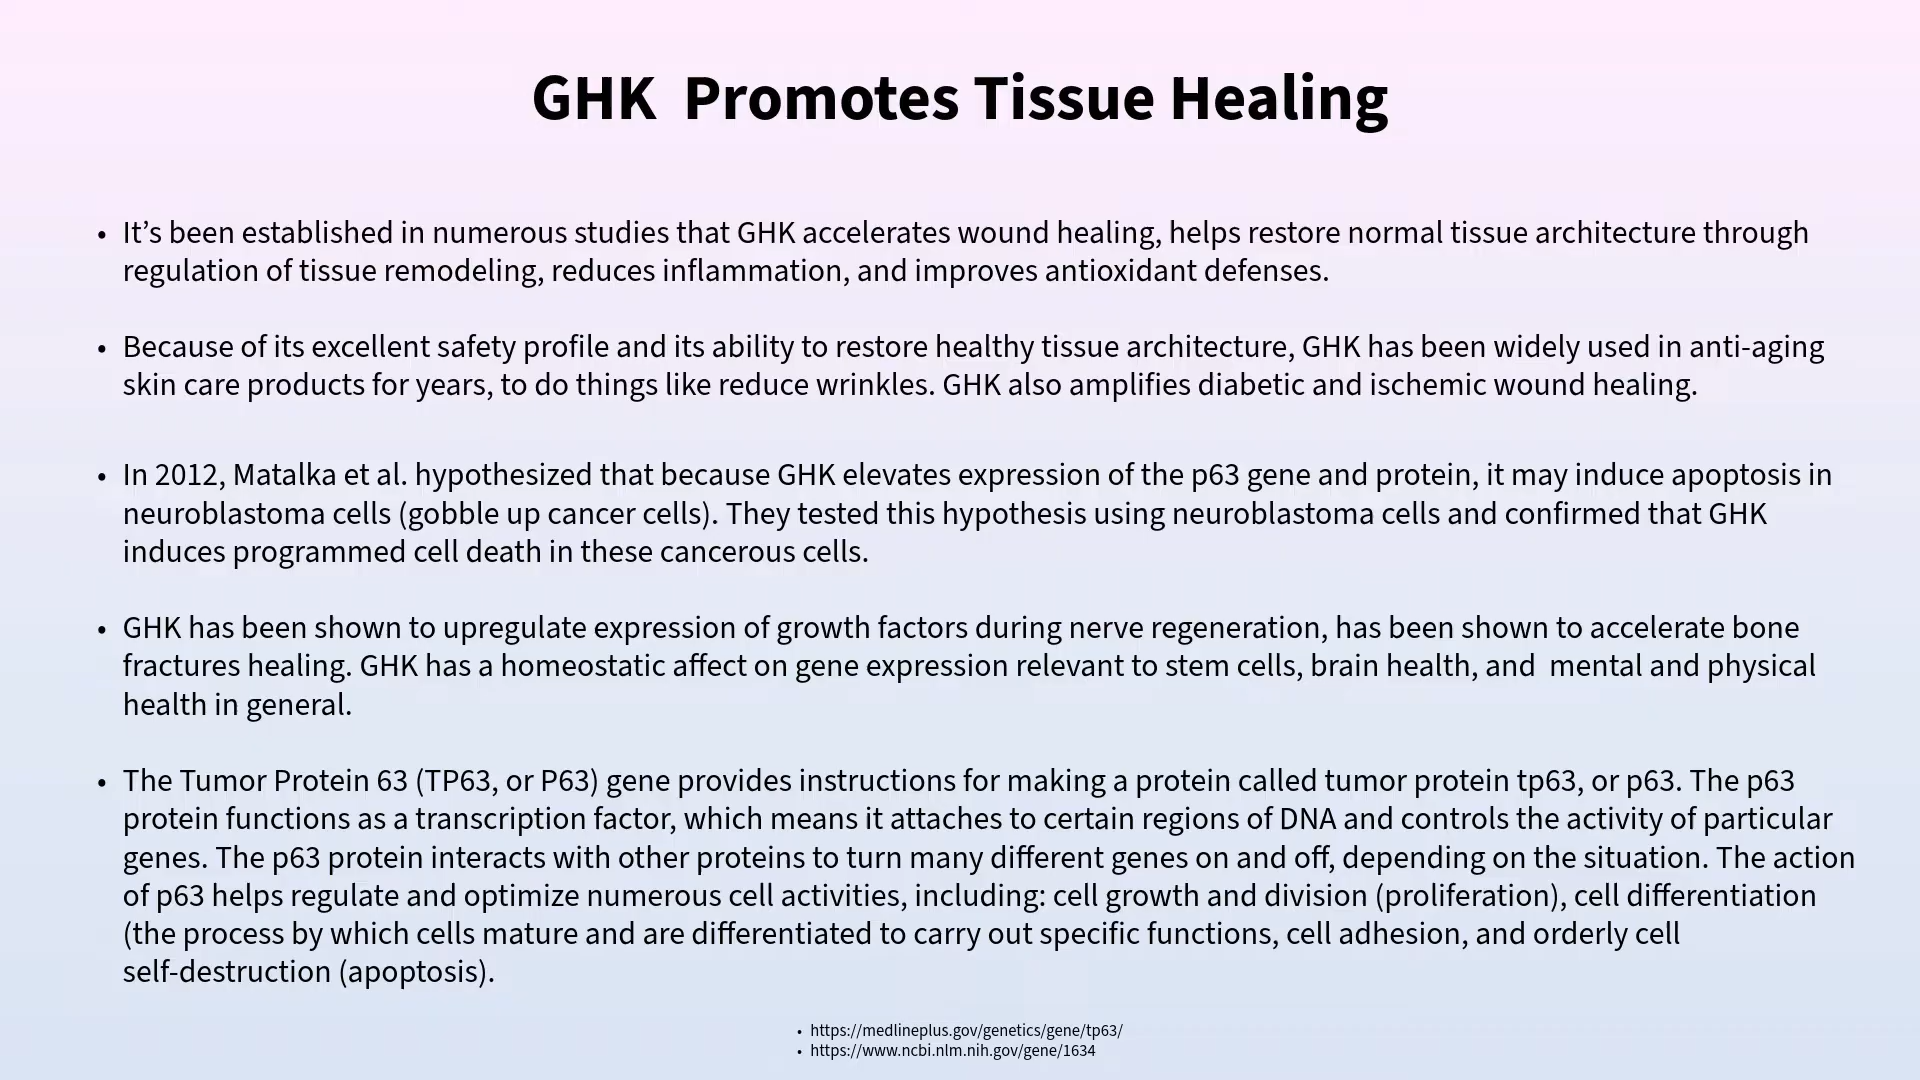 GHK  Promotes Tissue Healing
• It’s been established in numerous studies that GHK accelerates wound healing, helps restore normal tissue architecture through
regulation of tissue remodeling, reduces inflammation, and improves antioxidant defenses.
• Because of its excellent safety profile and its ability to restore healthy tissue architecture, GHK has been widely used in anti-aging
skin care products for years, to do things like reduce wrinkles. GHK also amplifies diabetic and ischemic wound healing.
• In 2012, Matalka et al. hypothesized that because GHK elevates expression of the p63 gene and protein, it may induce apoptosis in
neuroblastoma cells (gobble up cancer cells). They tested this hypothesis using neuroblastoma cells and confirmed that GHK
induces programmed cell death in these cancerous cells.
• GHK has been shown to upregulate expression of growth factors during nerve regeneration, has been shown to accelerate bone
fractures healing. GHK has a homeostatic affect on gene expression relevant to stem cells, brain health, and  mental and physical
health in general.
• The Tumor Protein 63 (TP63, or P63) gene provides instructions for making a protein called tumor protein tp63, or p63. The p63
protein functions as a transcription factor, which means it attaches to certain regions of DNA and controls the activity of particular
genes. The p63 protein interacts with other proteins to turn many different genes on and off, depending on the situation. The action
of p63 helps regulate and optimize numerous cell activities, including: cell growth and division (proliferation), cell differentiation
(the process by which cells mature and are differentiated to carry out specific functions, cell adhesion, and orderly cell
self-destruction (apoptosis).
• https://medlineplus.gov/genetics/gene/tp63/
• https://www.ncbi.nlm.nih.gov/gene/1634